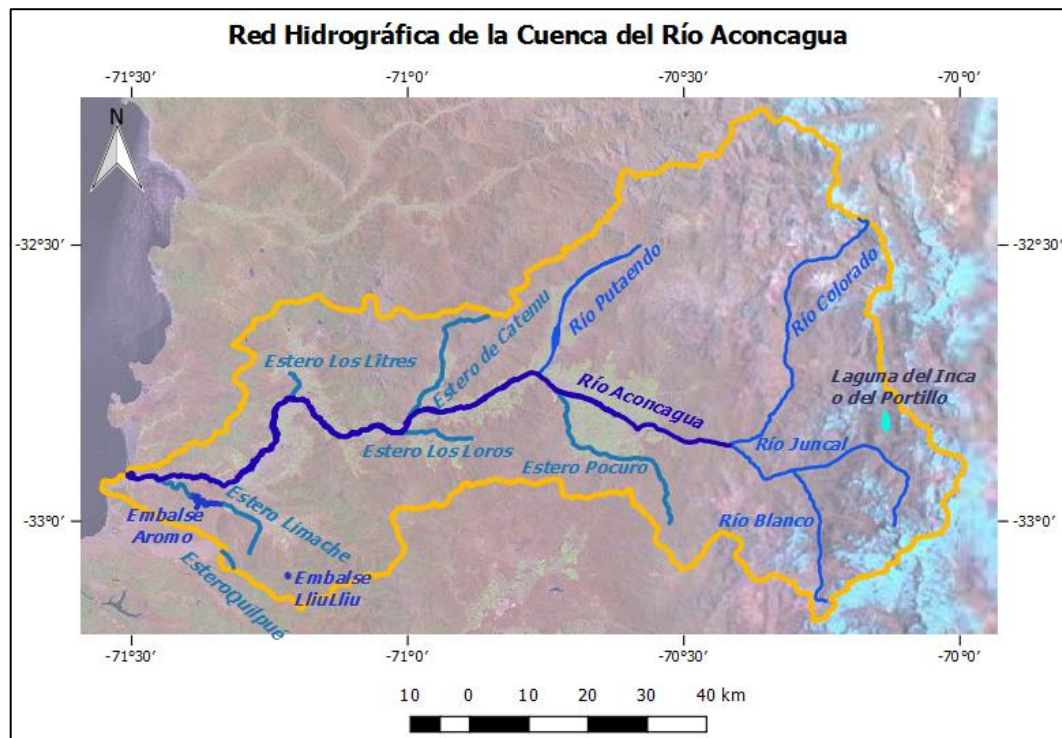 Red Hidrográfica de la Cuenca del Río Aconcagua
-71°30' -71°0' -70°30' -70°0'
N
-32°30' -32°30'
Río Putaendo
Río Colorado
Estero de Catemu
Estero Los Litres
Río Aconcagua
Laguna del Inca
o del Portillo
Estero Los Loros
Río Juncal
Estero Pocuro
Estero Limache
Río Blanco
-33°0' -33°0'
Embalse
Aromo
EsteroQuilpué
Embalse
LliuLliu
-71°30' -71°0' -70°30' -70°0'
10 0 10 20 30 40 km